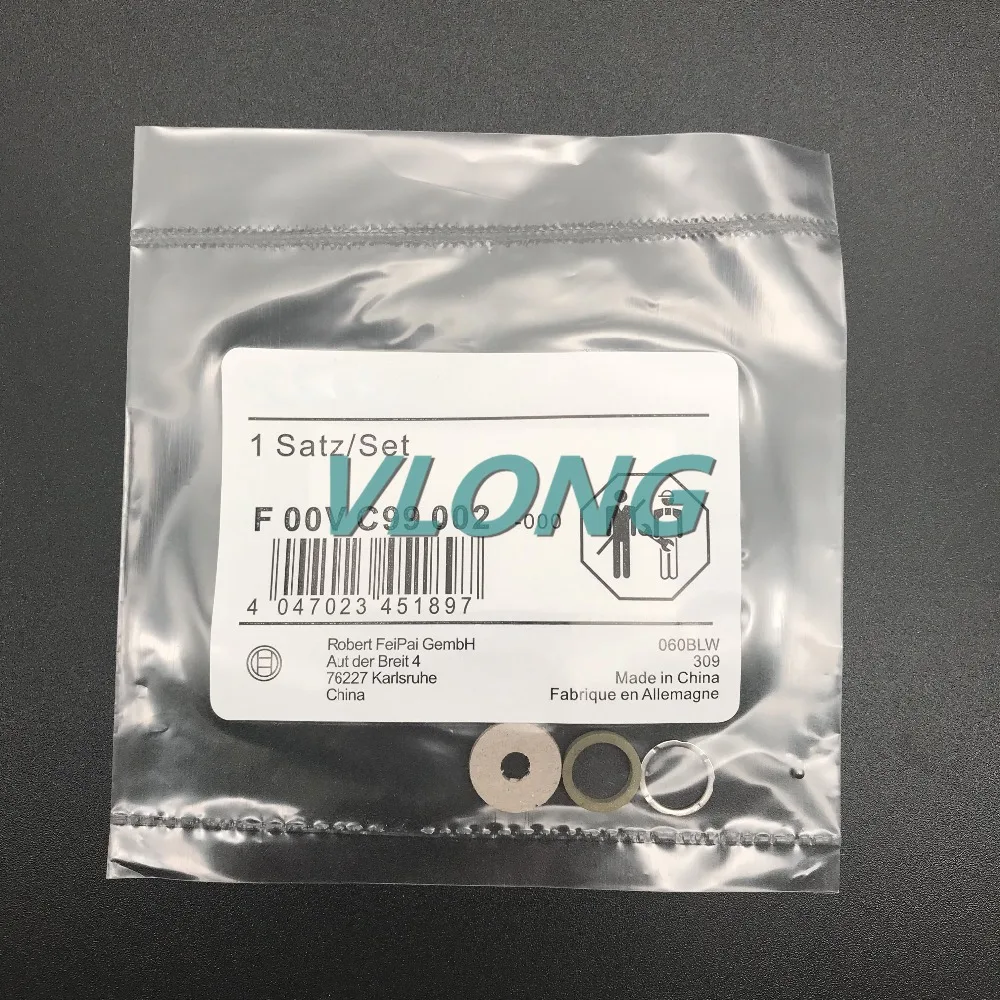 1 Satz/Set
VLONG
F 00V C99 002 -000
4 047023 451897
Robert FeiPai GembH
Aut der Breit 4
76227 Karlsruhe
China
060BLW
309
Made in China
Fabrique en Allemagne